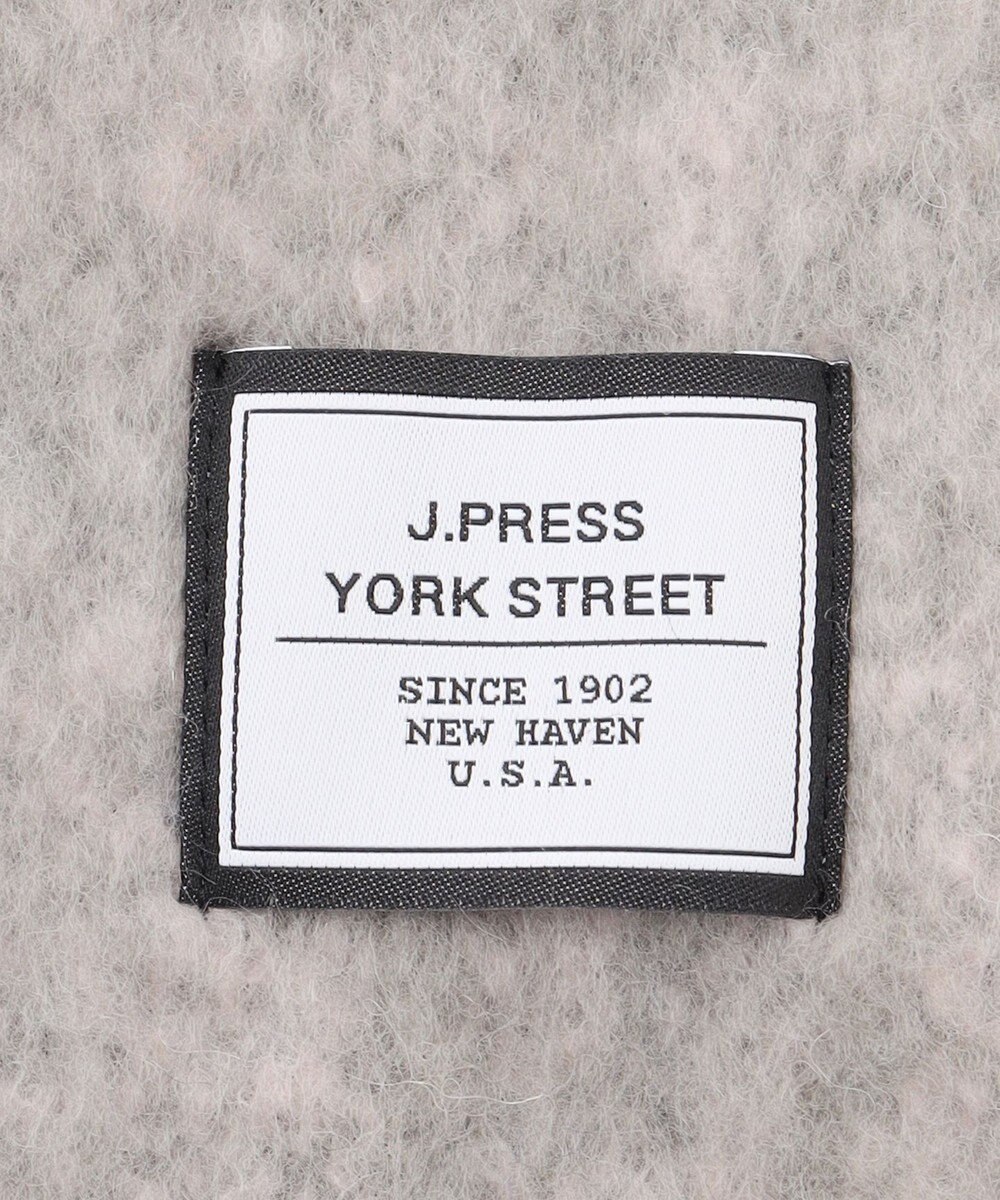 J.PRESS
YORK STREET
SINCE 1902
NEW HAVEN
U.S.A.